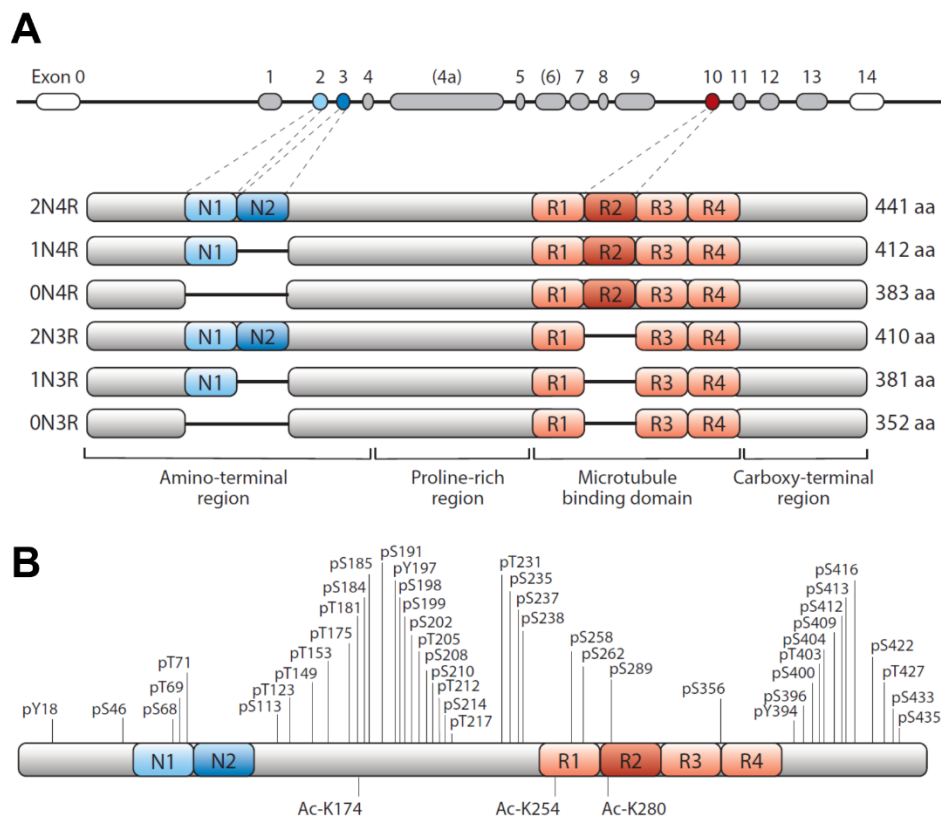 A
Exon 0 1 2 3 4 (4a) 5 (6) 7 8 9 10 11 12 13 14
2N4R N1 N2 R1 R2 R3 R4 441 aa
1N4R N1 R1 R2 R3 R4 412 aa
0N4R R1 R2 R3 R4 383 aa
2N3R N1 N2 R1 R3 R4 410 aa
1N3R N1 R1 R3 R4 381 aa
0N3R R1 R3 R4 352 aa
Amino-terminal
region
Proline-rich
region
Microtubule
binding domain
Carboxy-terminal
region
B
pY18
pS46
pS68
pT69
pT71
pS113
pT123
pT149
pT153
pT175
pT181
pS184
pS185
pS191
pY197
pS198
pS199
pS202
pT205
pS208
pS210
pT212
pS214
pT217
pT231
pS235
pS237
pS238
pS258
pS262
pS289
pS356
pY394
pS396
pS400
pT403
pS404
pS409
pS412
pS413
pS416
pS422
pT427
pS433
pS435
N1 N2 R1 R2 R3 R4
Ac-K174 Ac-K254 Ac-K280